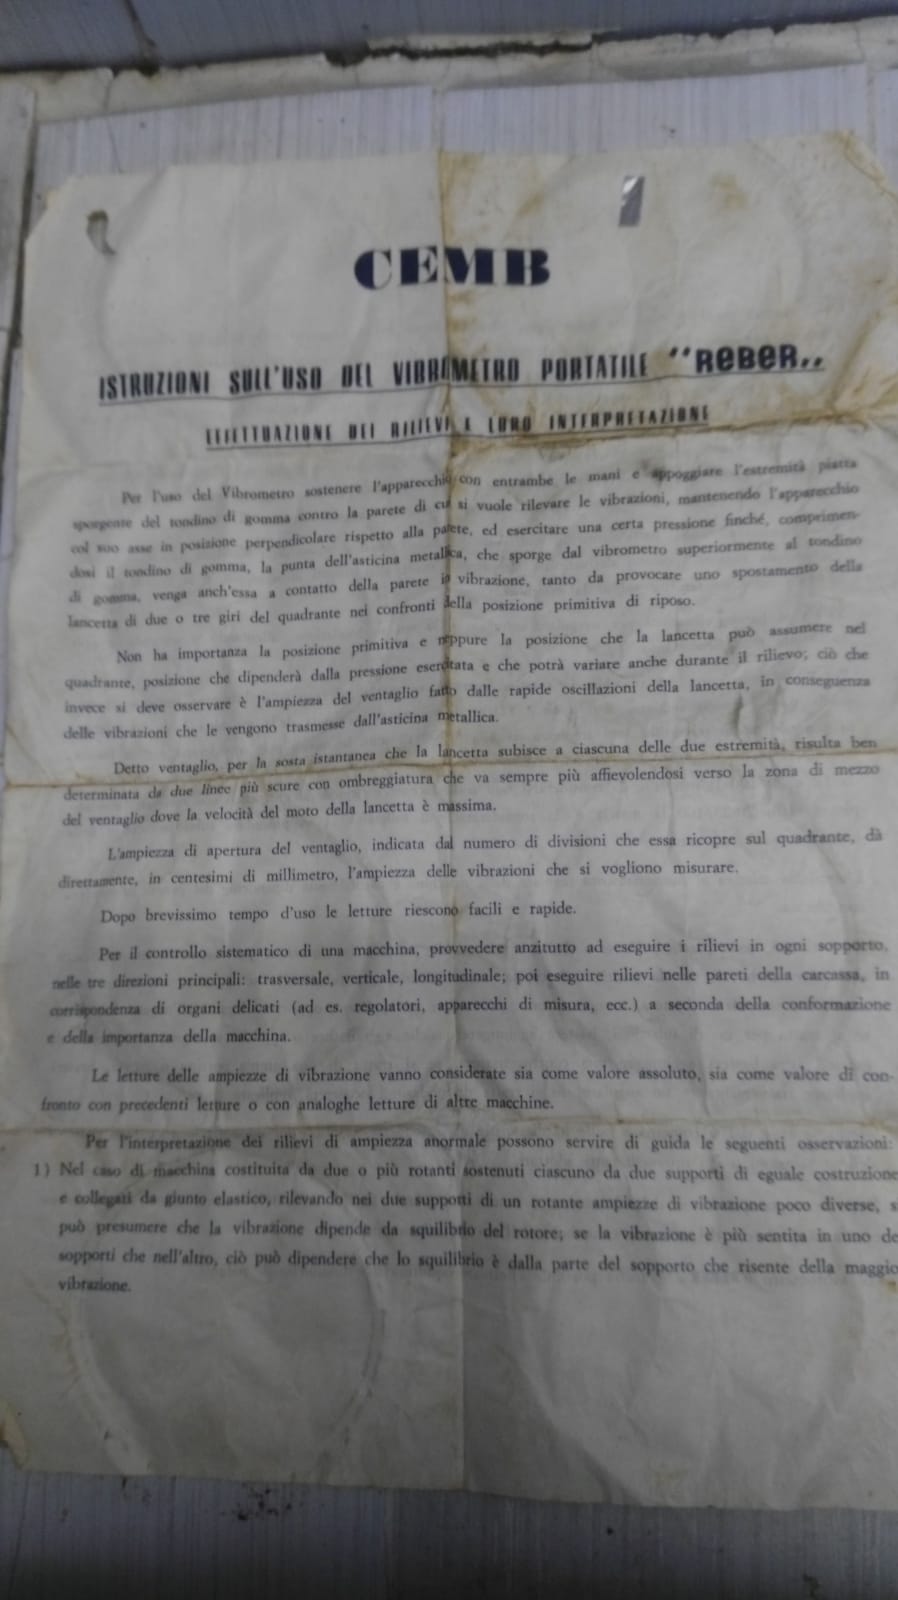 CEMB
ISTRUZIONI SULL'USO DEL VIBROMETRO PORTATILE "REBER"
EFFETTUAZIONE DEI RILIEVI E LORO INTERPRETAZIONE
Per l'uso del Vibrometro sostenere l'apparecchio con entrambe le mani e appoggiare l'estremità piatta
sporgente del tondino di gomma contro la parete di cui si vuole rilevare le vibrazioni, mantenendo l'apparecchio
col suo asse in posizione perpendicolare rispetto alla parete, ed esercitare una certa pressione finché, comprimen-
dosi il tondino di gomma, la punta dell'asticina metallica, che sporge dal vibrometro superiormente al tondino
di gomma, venga anch'essa a contatto della parete in vibrazione, tanto da provocare uno spostamento della
lancetta di due o tre giri del quadrante nei confronti della posizione primitiva di riposo.
Non ha importanza la posizione primitiva e neppure la posizione che la lancetta può assumere nel
quadrante, posizione che dipenderà dalla pressione esercitata e che potrà variare anche durante il rilievo; ciò che
invece si deve osservare è l'ampiezza del ventaglio fatto dalle rapide oscillazioni della lancetta, in conseguenza
delle vibrazioni che le vengono trasmesse dall'asticina metallica.
Detto ventaglio, per la sosta istantanea che la lancetta subisce a ciascuna delle due estremità, risulta ben
determinata da due linee più scure con ombreggiatura che va sempre più affievolendosi verso la zona di mezzo
del ventaglio dove la velocità del moto della lancetta è massima.
L'ampiezza di apertura del ventaglio, indicata dal numero di divisioni che essa ricopre sul quadrante, dà
direttamente, in centesimi di millimetro, l'ampiezza delle vibrazioni che si vogliono misurare.
Dopo brevissimo tempo d'uso le letture riescono facili e rapide.
Per il controllo sistematico di una macchina, provvedere anzitutto ad eseguire i rilievi in ogni sopporto,
nelle tre direzioni principali: trasversale, verticale, longitudinale; poi eseguire rilievi nelle pareti della carcassa, in
corrispondenza di organi delicati (ad es. regolatori, apparecchi di misura, ecc.) a seconda della conformazione
e della importanza della macchina.
Le letture delle ampiezze di vibrazione vanno considerate sia come valore assoluto, sia come valore di con-
fronto con precedenti letture o con analoghe letture di altre macchine.
Per l'interpretazione dei rilievi di ampiezza anormale possono servire di guida le seguenti osservazioni:
1) Nel caso di macchina costituita da due o più rotanti sostenuti ciascuno da due supporti di eguale costruzione
e collegati da giunto elastico, rilevando nei due supporti di un rotante ampiezze di vibrazione poco diverse, s
può presumere che la vibrazione dipende da squilibrio del rotore; se la vibrazione è più sentita in uno de
sopporti che nell'altro, ciò può dipendere che lo squilibrio è dalla parte del sopporto che risente della maggio
vibrazione.